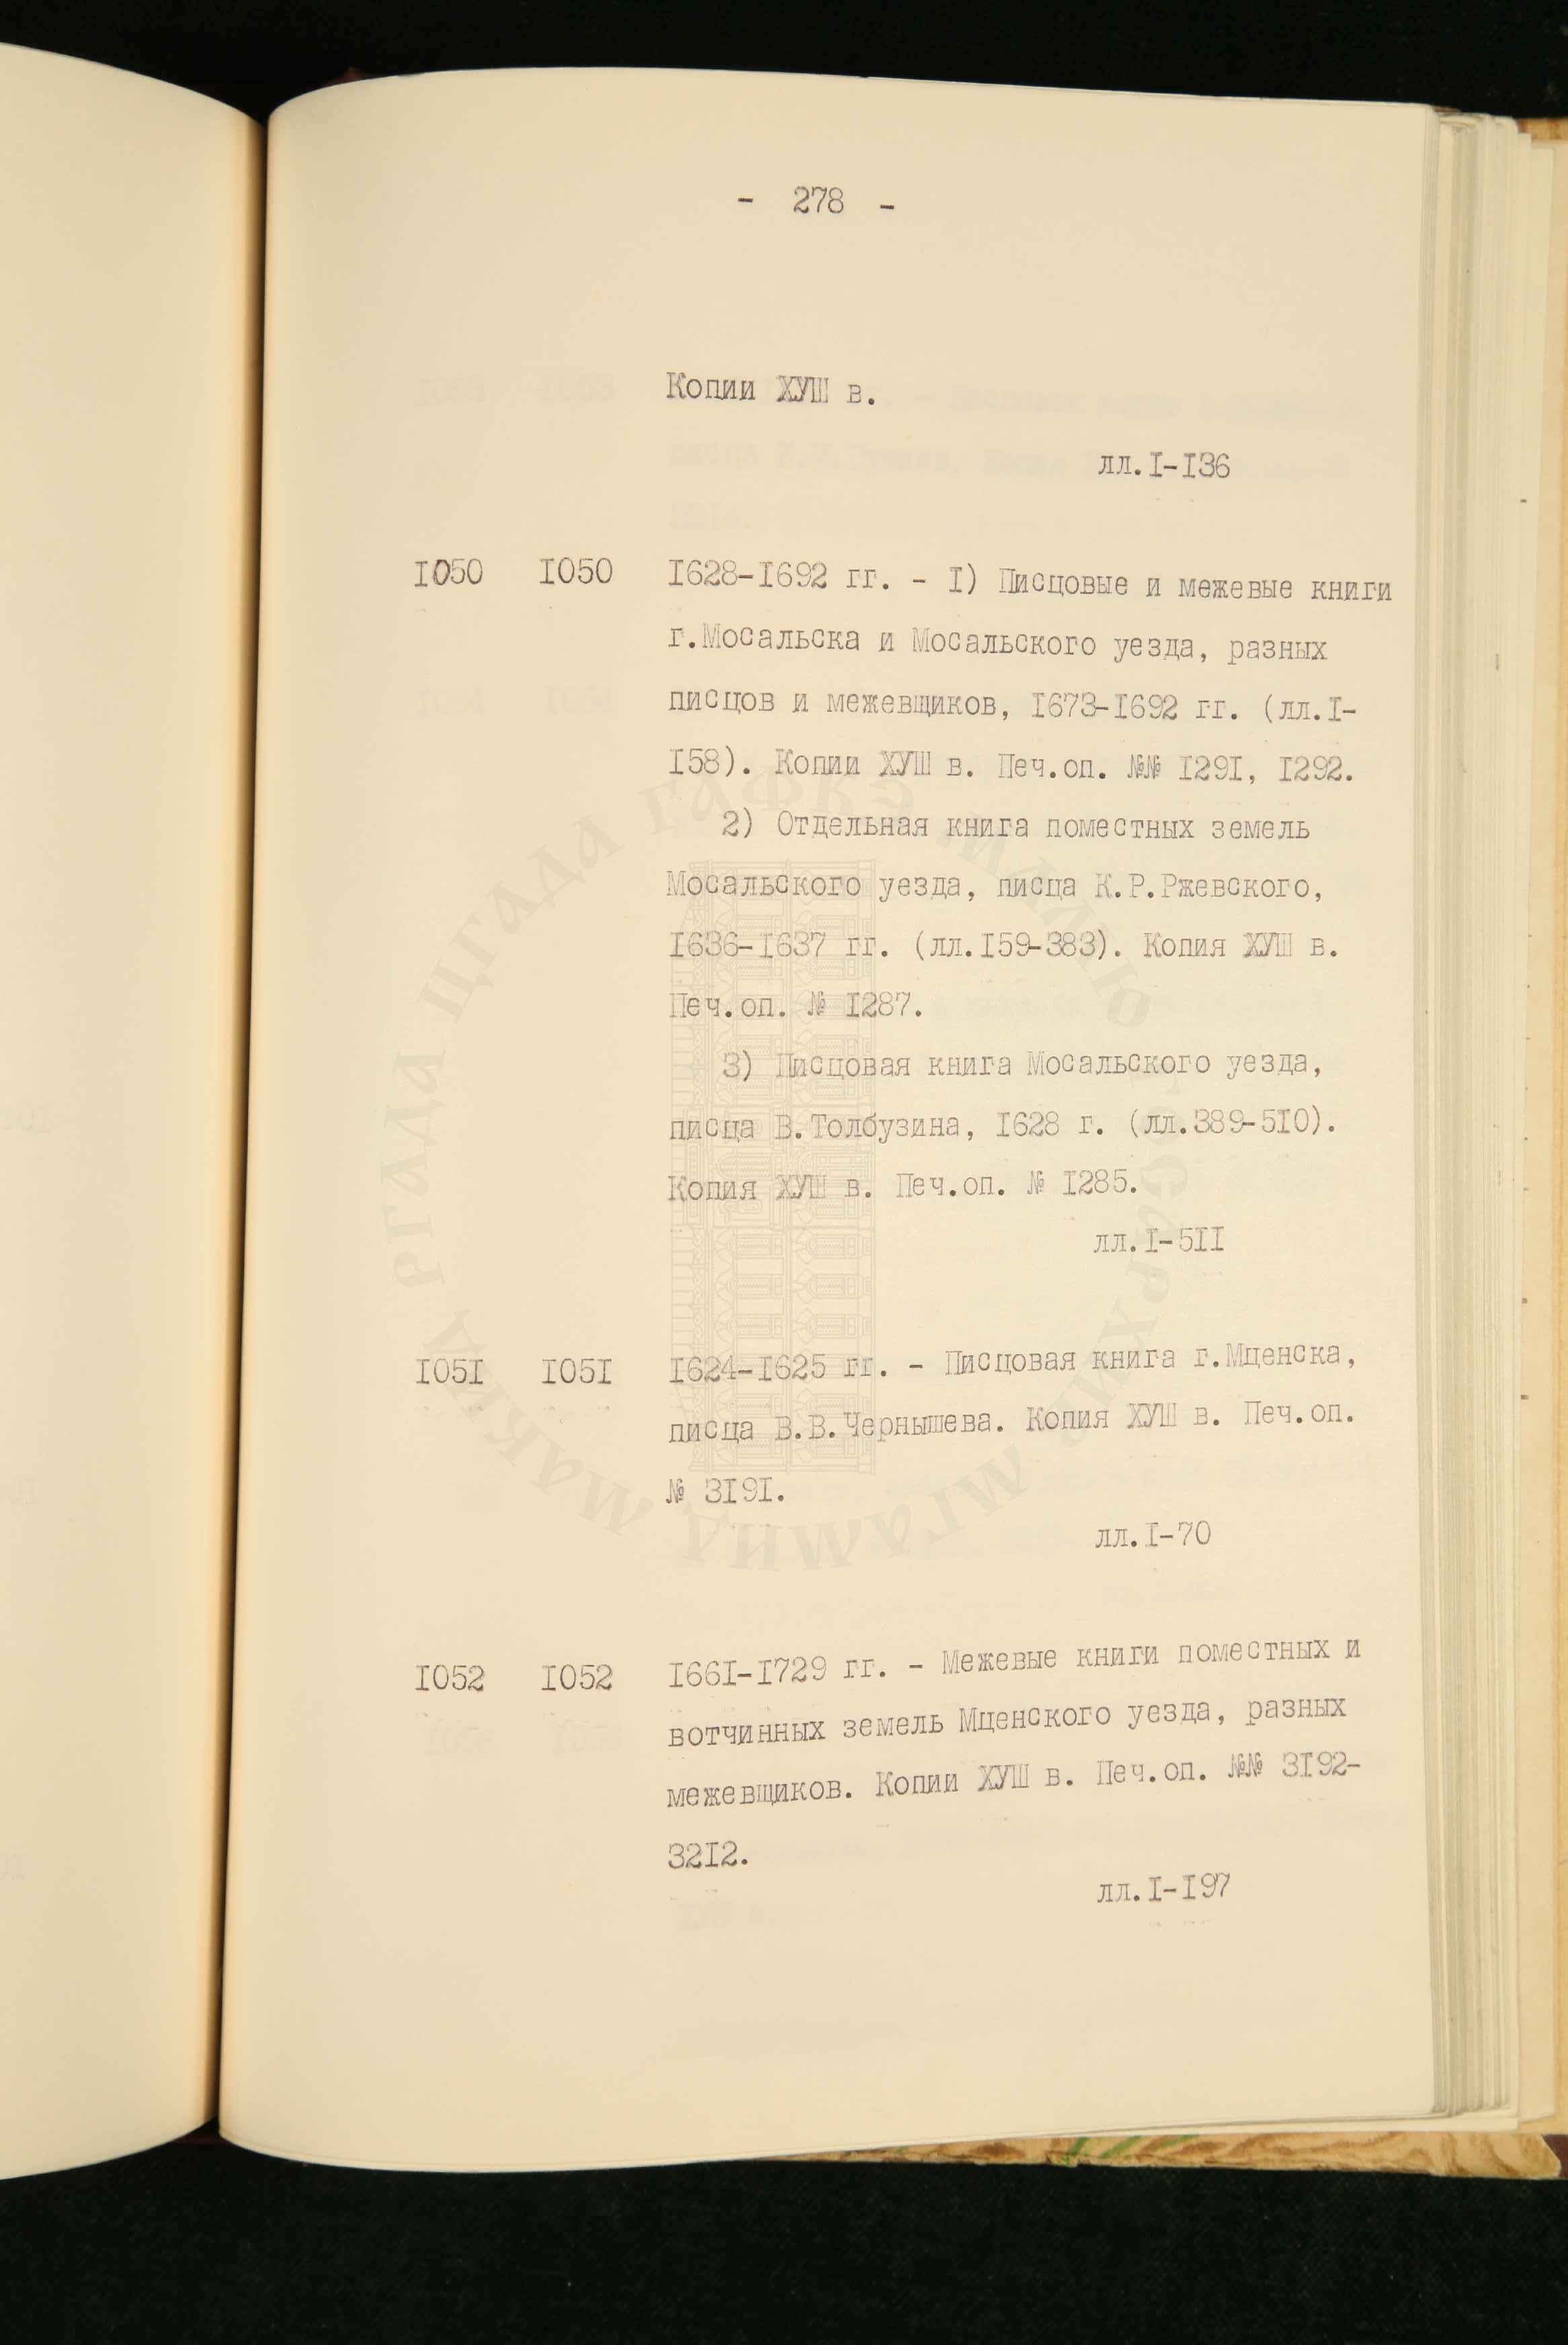 - 278 -
Копии ХУШ в.
лл.I-I36
I050 I050 I628-I692 гг. - I) Писцовые и межевые книги
г.Мосальска и Мосальского уезда, разных
писцов и межевщиков, I673-I692 гг. (лл.I-
I58). Копии ХУШ в. Печ.оп. №№ I29I, I292.
2) Отдельная книга поместных земель
Мосальского уезда, писца К.Р.Ржевского,
I636-I637 гг. (лл.I59-383). Копия ХУШ в.
Печ.оп. № I287.
3) Писцовая книга Мосальского уезда,
писца В.Толбузина, I628 г. (лл.389-5I0).
Копия ХУШ в. Печ.оп. № I285.
лл.I-5II
I05I I05I I624-I625 гг. - Писцовая книга г.Мценска,
писца В.В.Чернышева. Копия ХУШ в. Печ.оп.
№ 3I9I.
лл.I-70
I052 I052 I66I-I729 гг. - Межевые книги поместных и
вотчинных земель Мценского уезда, разных
межевщиков. Копии ХУШ в. Печ.оп. №№ 3I92-
32I2.
лл.I-I97
РГАДА ЦГАДА ГАФКЭ МАМЮ